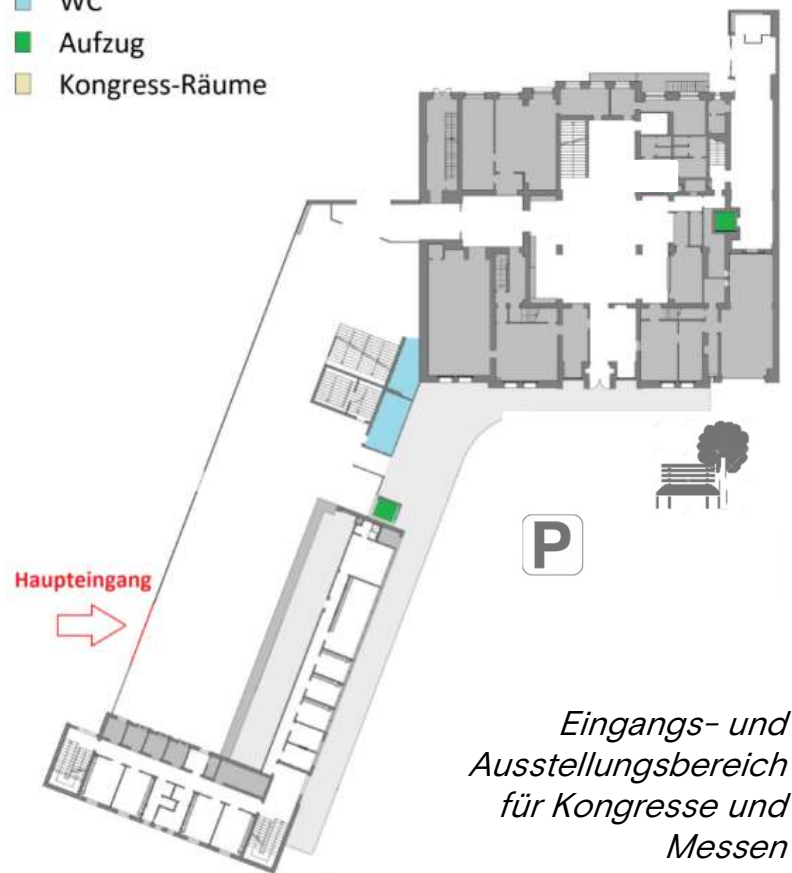 WC
Aufzug
Kongress-Räume
Haupteingang
P
Eingangs- und
Ausstellungsbereich
für Kongresse und
Messen